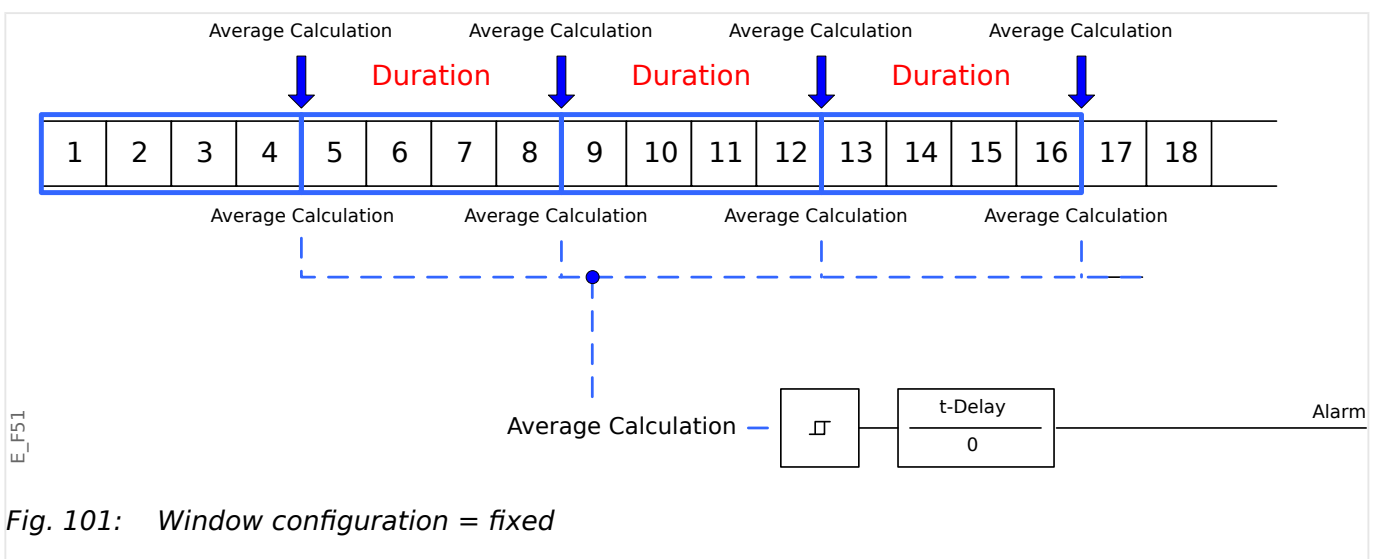 Average Calculation Average Calculation Average Calculation Average Calculation
Duration Duration Duration
1 2 3 4 5 6 7 8 9 10 11 12 13 14 15 16 17 18
Average Calculation Average Calculation Average Calculation Average Calculation
t-Delay
Alarm
Average Calculation
0
E_F51
Fig. 101: Window configuration = fixed